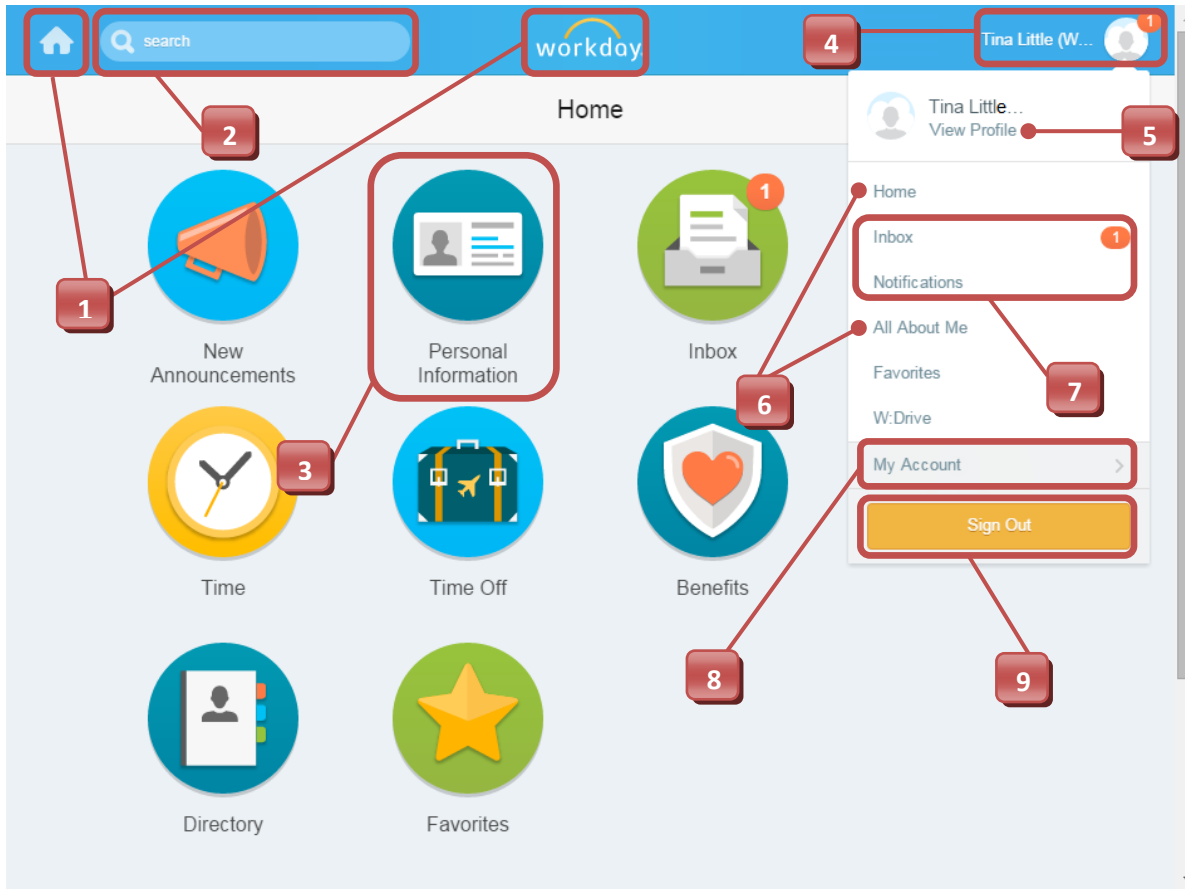 search
workday
4
Tina Little (W...
1
Home
2
Tina Little...
View Profile
5
1
Home
Inbox
1
Notifications
1
New
Announcements
Personal
Information
Inbox
All About Me
Favorites
6
7
W:Drive
3
My Account
Sign Out
Time
Time Off
Benefits
8
9
Directory
Favorites